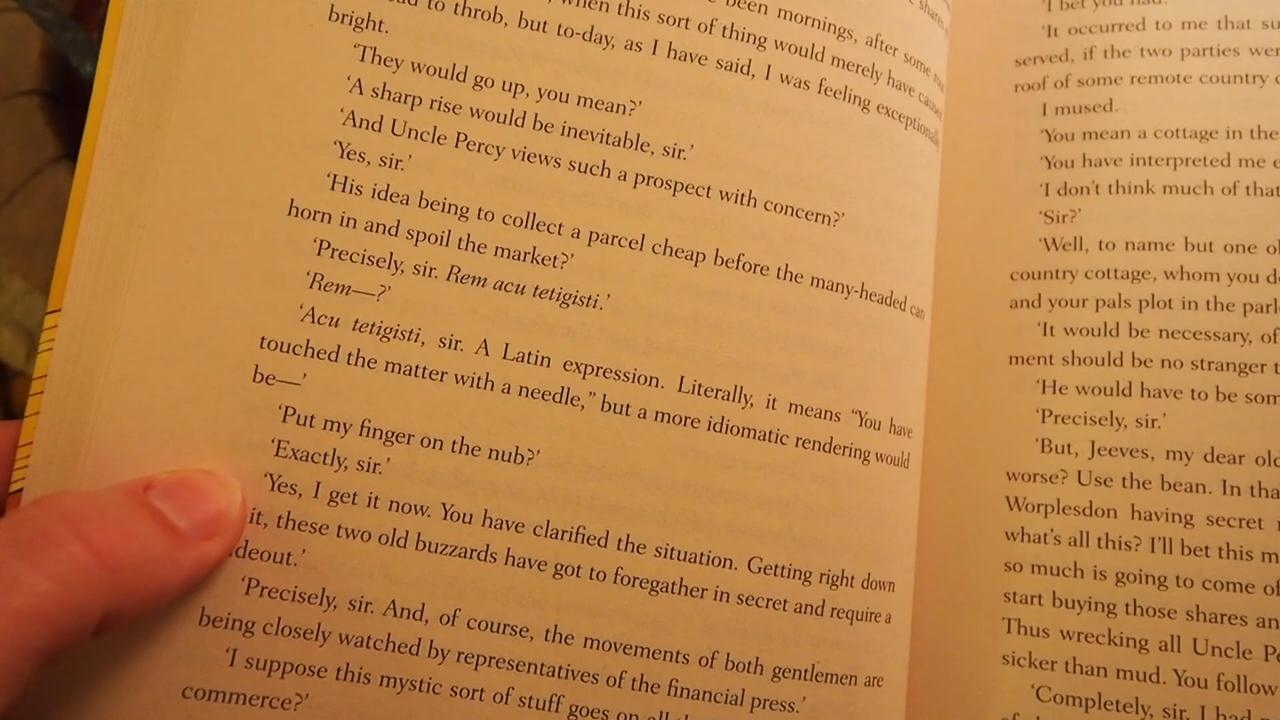 been mornings, after some
when this sort of thing would merely have caused
to throb, but to-day, as I have said, I was feeling exceptionally
bright.
'They would go up, you mean?'
'A sharp rise would be inevitable, sir.'
'And Uncle Percy views such a prospect with concern?'
'Yes, sir.'
'His idea being to collect a parcel cheap before the many-headed can
horn in and spoil the market?'
'Precisely, sir. Rem acu tetigisti.'
'Rem—?'
'Acu tetigisti, sir. A Latin expression. Literally, it means "You have
touched the matter with a needle," but a more idiomatic rendering would
be—'
'Put my finger on the nub?'
'Exactly, sir.'
'Yes, I get it now. You have clarified the situation. Getting right down
it, these two old buzzards have got to foregather in secret and require a
deout.'
'Precisely, sir. And, of course, the movements of both gentlemen are
being closely watched by representatives of the financial press.'
'I suppose this mystic sort of stuff goes on all
commerce?'
'I bet you had.'
'It occurred to me that su
served, if the two parties wer
roof of some remote country c
I mused.
'You mean a cottage in the
'You have interpreted me e
'I don't think much of that
'Sir?'
'Well, to name but one ol
country cottage, whom you d
and your pals plot in the parl
'It would be necessary, of
ment should be no stranger t
'He would have to be som
'Precisely, sir.'
'But, Jeeves, my dear old
worse? Use the bean. In tha
Worplesdon having secret
what's all this? I'll bet this m
so much is going to come of
start buying those shares an
Thus wrecking all Uncle Pe
sicker than mud. You follow
'Completely, sir. I had